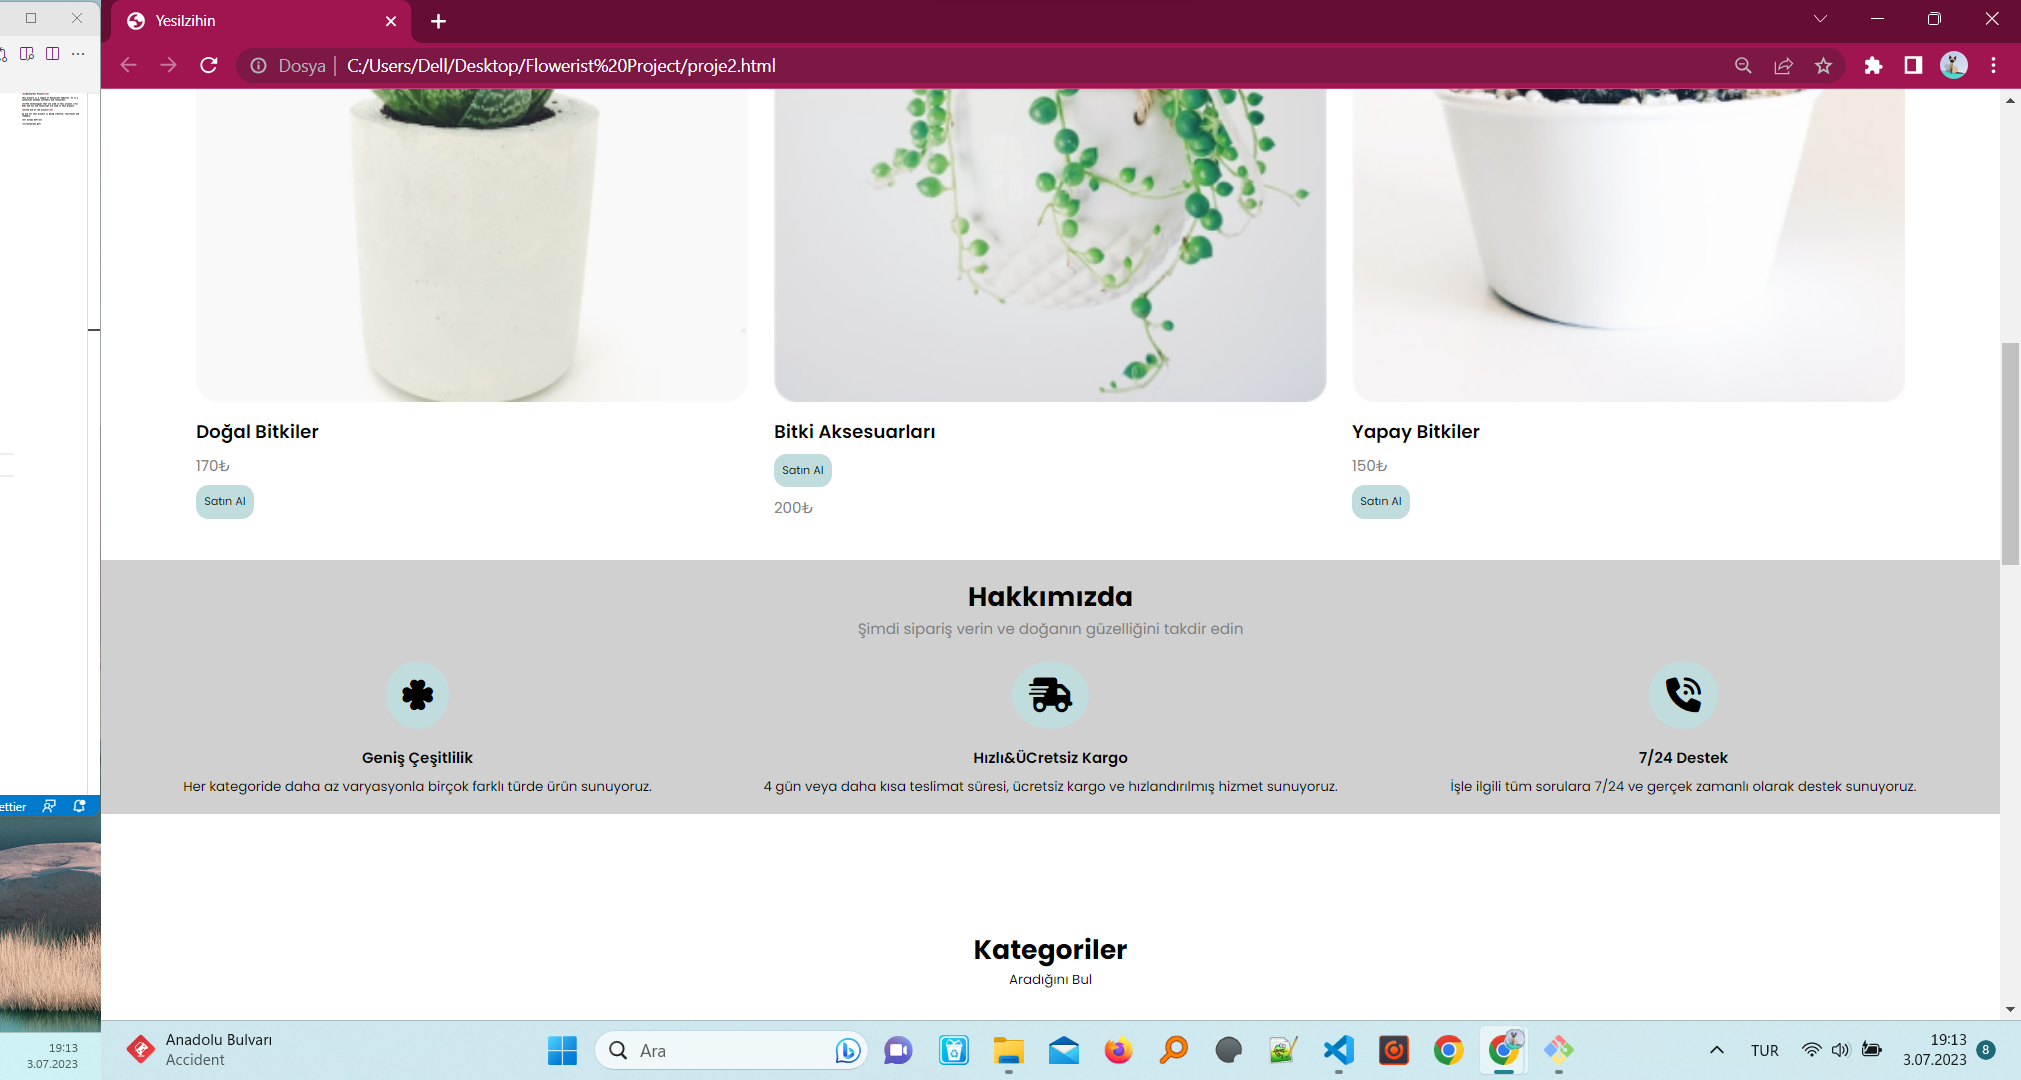 Yesilzihin
Dosya | C:/Users/Dell/Desktop/Flowerist%20Project/proje2.html
Doğal Bitkiler
170₺
Satın Al
Bitki Aksesuarları
Satın Al
200₺
Yapay Bitkiler
150₺
Satın Al
Hakkımızda
Şimdi sipariş verin ve doğanın güzelliğini takdir edin
Geniş Çeşitlilik
Her kategoride daha az varyasyonla birçok farklı türde ürün sunuyoruz.
Hızlı&ÜCretsiz Kargo
4 gün veya daha kısa teslimat süresi, ücretsiz kargo ve hızlandırılmış hizmet sunuyoruz.
7/24 Destek
İşle ilgili tüm sorulara 7/24 ve gerçek zamanlı olarak destek sunuyoruz.
Kategoriler
Aradığını Bul
ettier
19:13
3.07.2023
Anadolu Bulvarı
Accident
Ara
TUR
19:13
3.07.2023
8